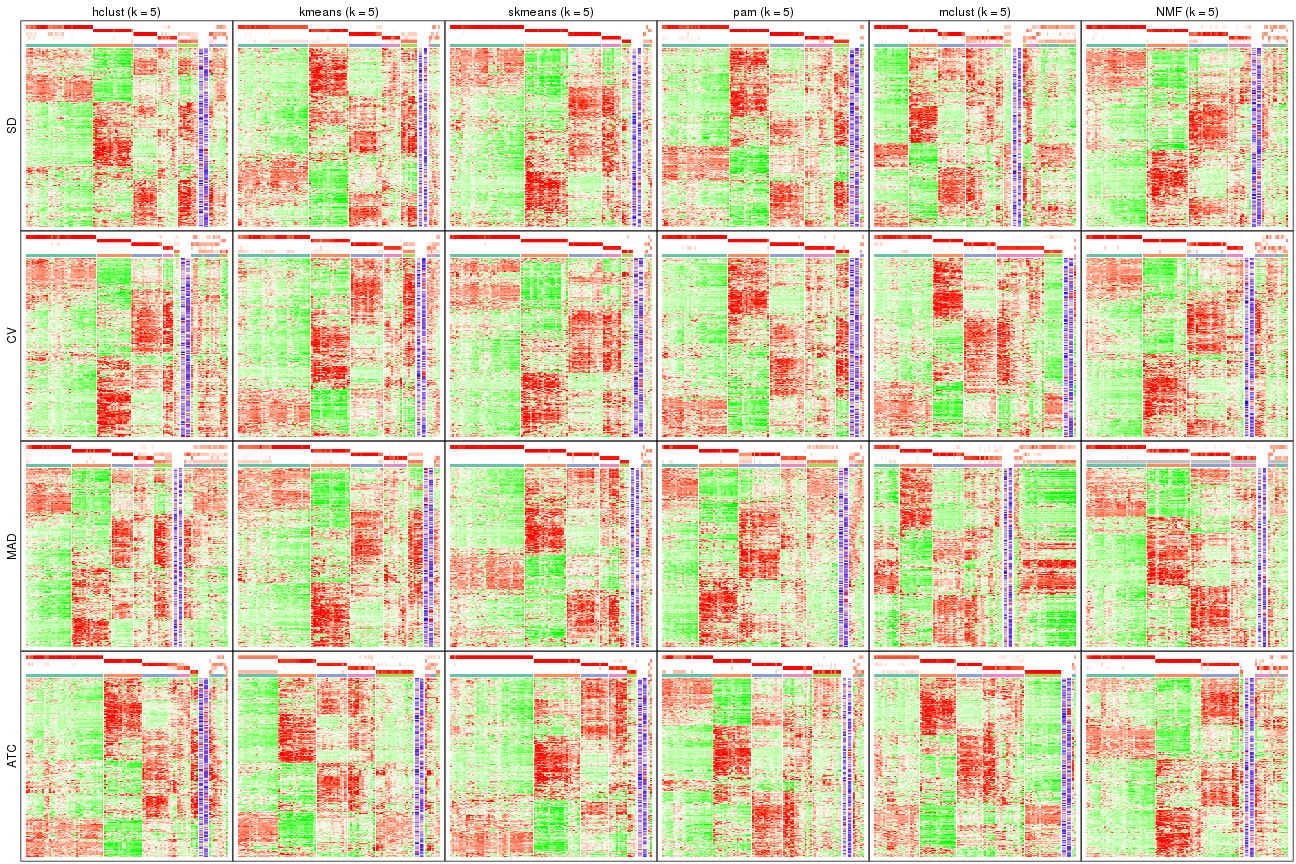 hclust (k = 5)
kmeans (k = 5)
skmeans (k = 5)
pam (k = 5)
mclust (k = 5)
NMF (k = 5)
SD
CV
MAD
ATC